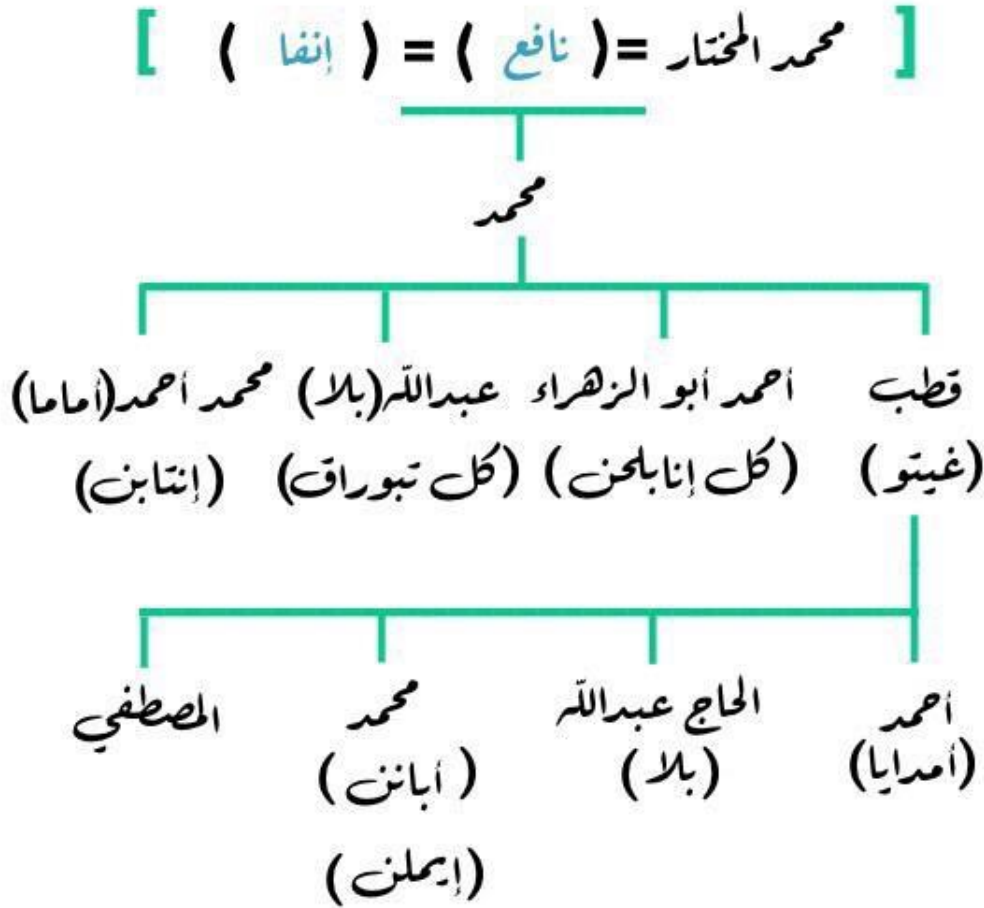 [ محمد المختار =( نافع ) = ( إنفا ) ]
محمد
قطب أحمد أبو الزهراء عبدالله(بلا) محمد أحمد(أماما)
(غيتو) (كل إنابلحن) (كل تبوراق) (إنتابن)
أحمد الحاج عبدالله محمد المصطفي
(أمدايا) (بلا) (أبانن)
(إيملن)